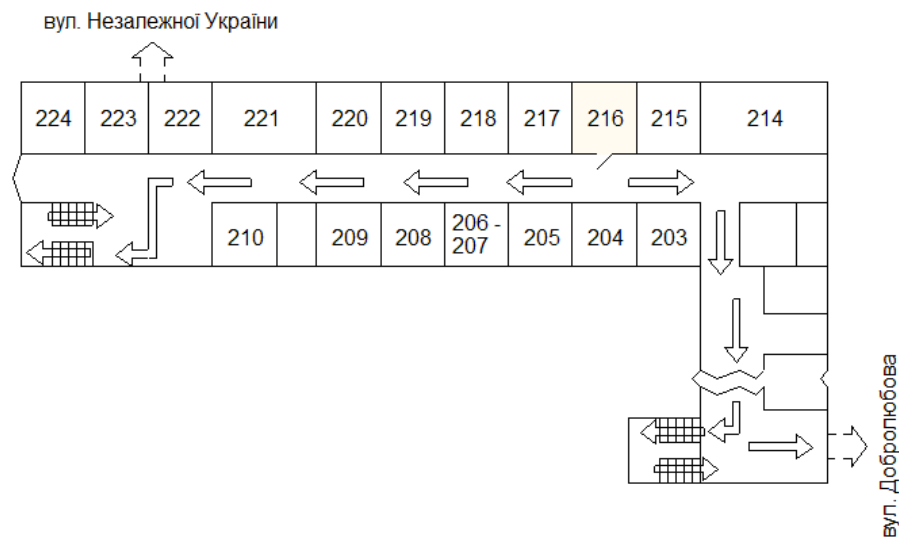 вул. Незалежної України
224 223 222 221 220 219 218 217 216 215 214
210 209 208 206 - 207 205 204 203
вул. Добролюбова